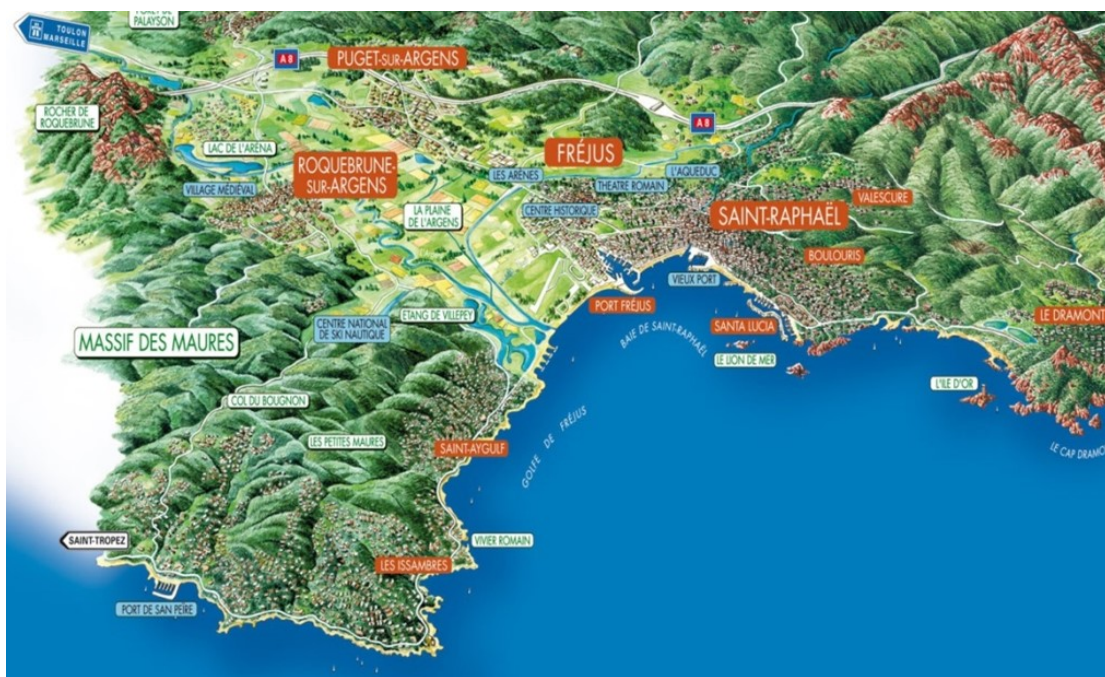 PALAYSON
TOULON
MARSEILLE
A8
PUGET-SUR-ARGENS
ROCHER DE
ROQUEBRUNE
A8
LAC DE L'ARÉNA
FRÉJUS
ROQUEBRUNE-
SUR-ARGENS
LES ARÈNES
L'AQUEDUC
VILLAGE MÉDIÉVAL
THEATRE ROMAIN
VALESCURE
LA PLAINE
DE L'ARGENS
CENTRE HISTORIQUE
SAINT-RAPHAËL
BOULOURIS
VIEUX PORT
PORT FRÉJUS
ETANG DE VILLEPEY
LE DRAMONT
CENTRE NATIONAL
DE SKI NAUTIQUE
SANTA LUCIA
BAIE DE SAINT-RAPHAËL
MASSIF DES MAURES
LE LION DE MER
L'ILE D'OR
COL DU BOUGNON
LES PETITES MAURES
SAINT-AYGULF
GOLFE DE FRÉJUS
LE CAP DRAMO
SAINT-TROPEZ
VIVIER ROMAIN
LES ISSAMBRES
PORT DE SAN PEÏRE